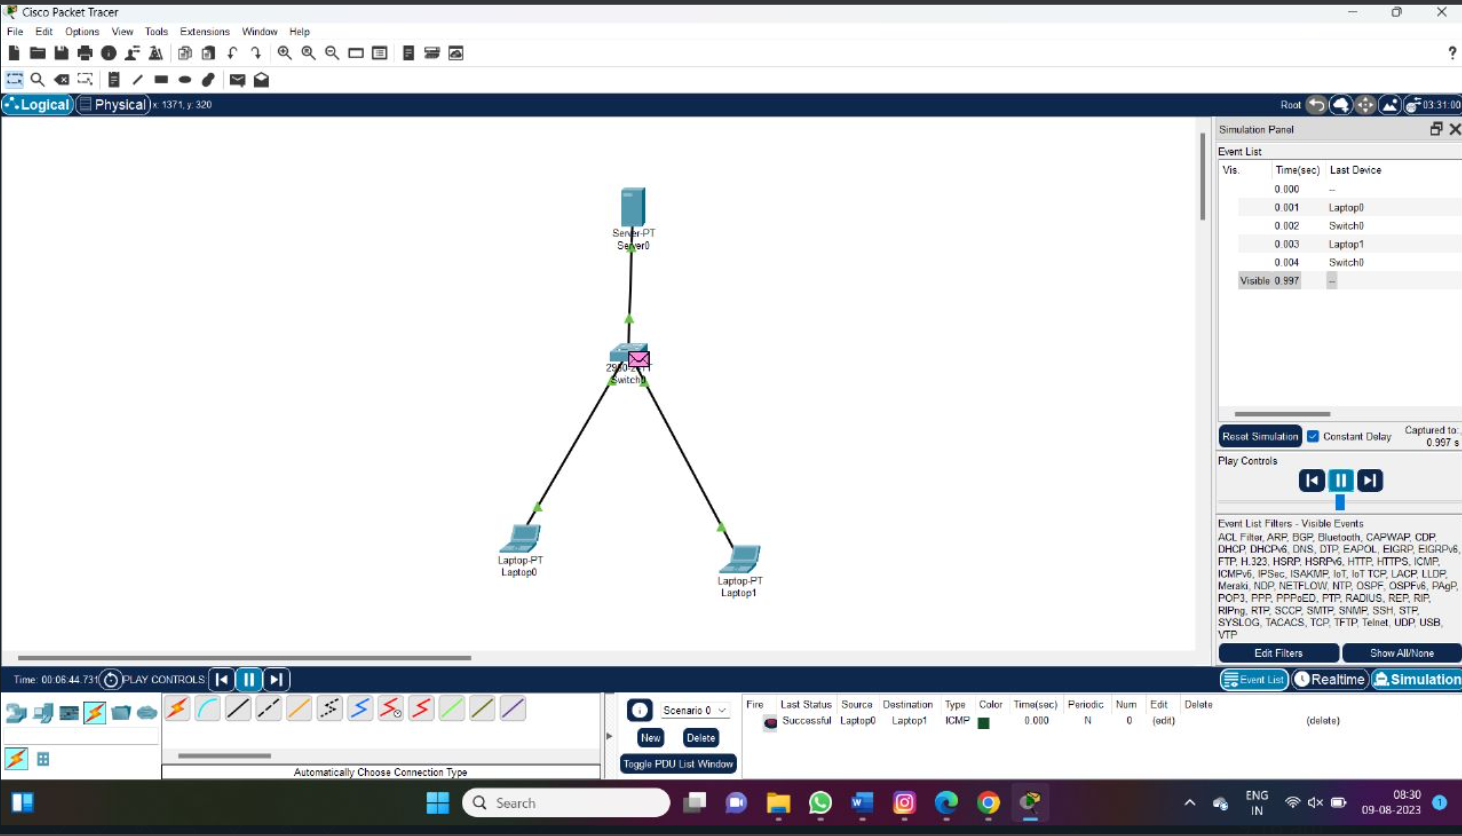 Cisco Packet Tracer
File Edit Options View Tools Extensions Window Help
?
Logical Physical x: 1371, y: 320
Root 03:31:00
Simulation Panel
Event List
Vis. Time(sec) Last Device
0.000 --
0.001 Laptop0
0.002 Switch0
0.003 Laptop1
0.004 Switch0
Visible 0.997 --
Server-PT
Server0
Switch0
Laptop-PT
Laptop0
Laptop-PT
Laptop1
Reset Simulation Constant Delay Captured to:
0.997 s
Play Controls
Event List Filters - Visible Events
ACL Filter, ARP, BGP, Bluetooth, CAPWAP, CDP,
DHCP, DHCPv6, DNS, DTP, EAPOL, EIGRP, EIGRPv6,
FTP, H.323, HSRP, HSRPv6, HTTP, HTTPS, ICMP,
ICMPv6, IPSec, ISAKMP, IoT, IoT TCP, LACP, LLDP,
Meraki, NDP, NETFLOW, NTP, OSPF, OSPFv6, PAgP,
POP3, PPP, PPPoED, PTP, RADIUS, REP, RIP,
RIPng, RTP, SCCP, SMTP, SNMP, SSH, STP,
SYSLOG, TACACS, TCP, TFTP, Telnet, UDP, USB,
VTP
Edit Filters Show All/None
Time: 00:06:44.731 PLAY CONTROLS:
Event List Realtime Simulation
Scenario 0
New Delete
Toggle PDU List Window
Fire Last Status Source Destination Type Color Time(sec) Periodic Num Edit Delete
Successful Laptop0 Laptop1 ICMP 0.000 N 0 (edit) (delete)
Automatically Choose Connection Type
Search
ENG
IN
08:30
09-08-2023
1